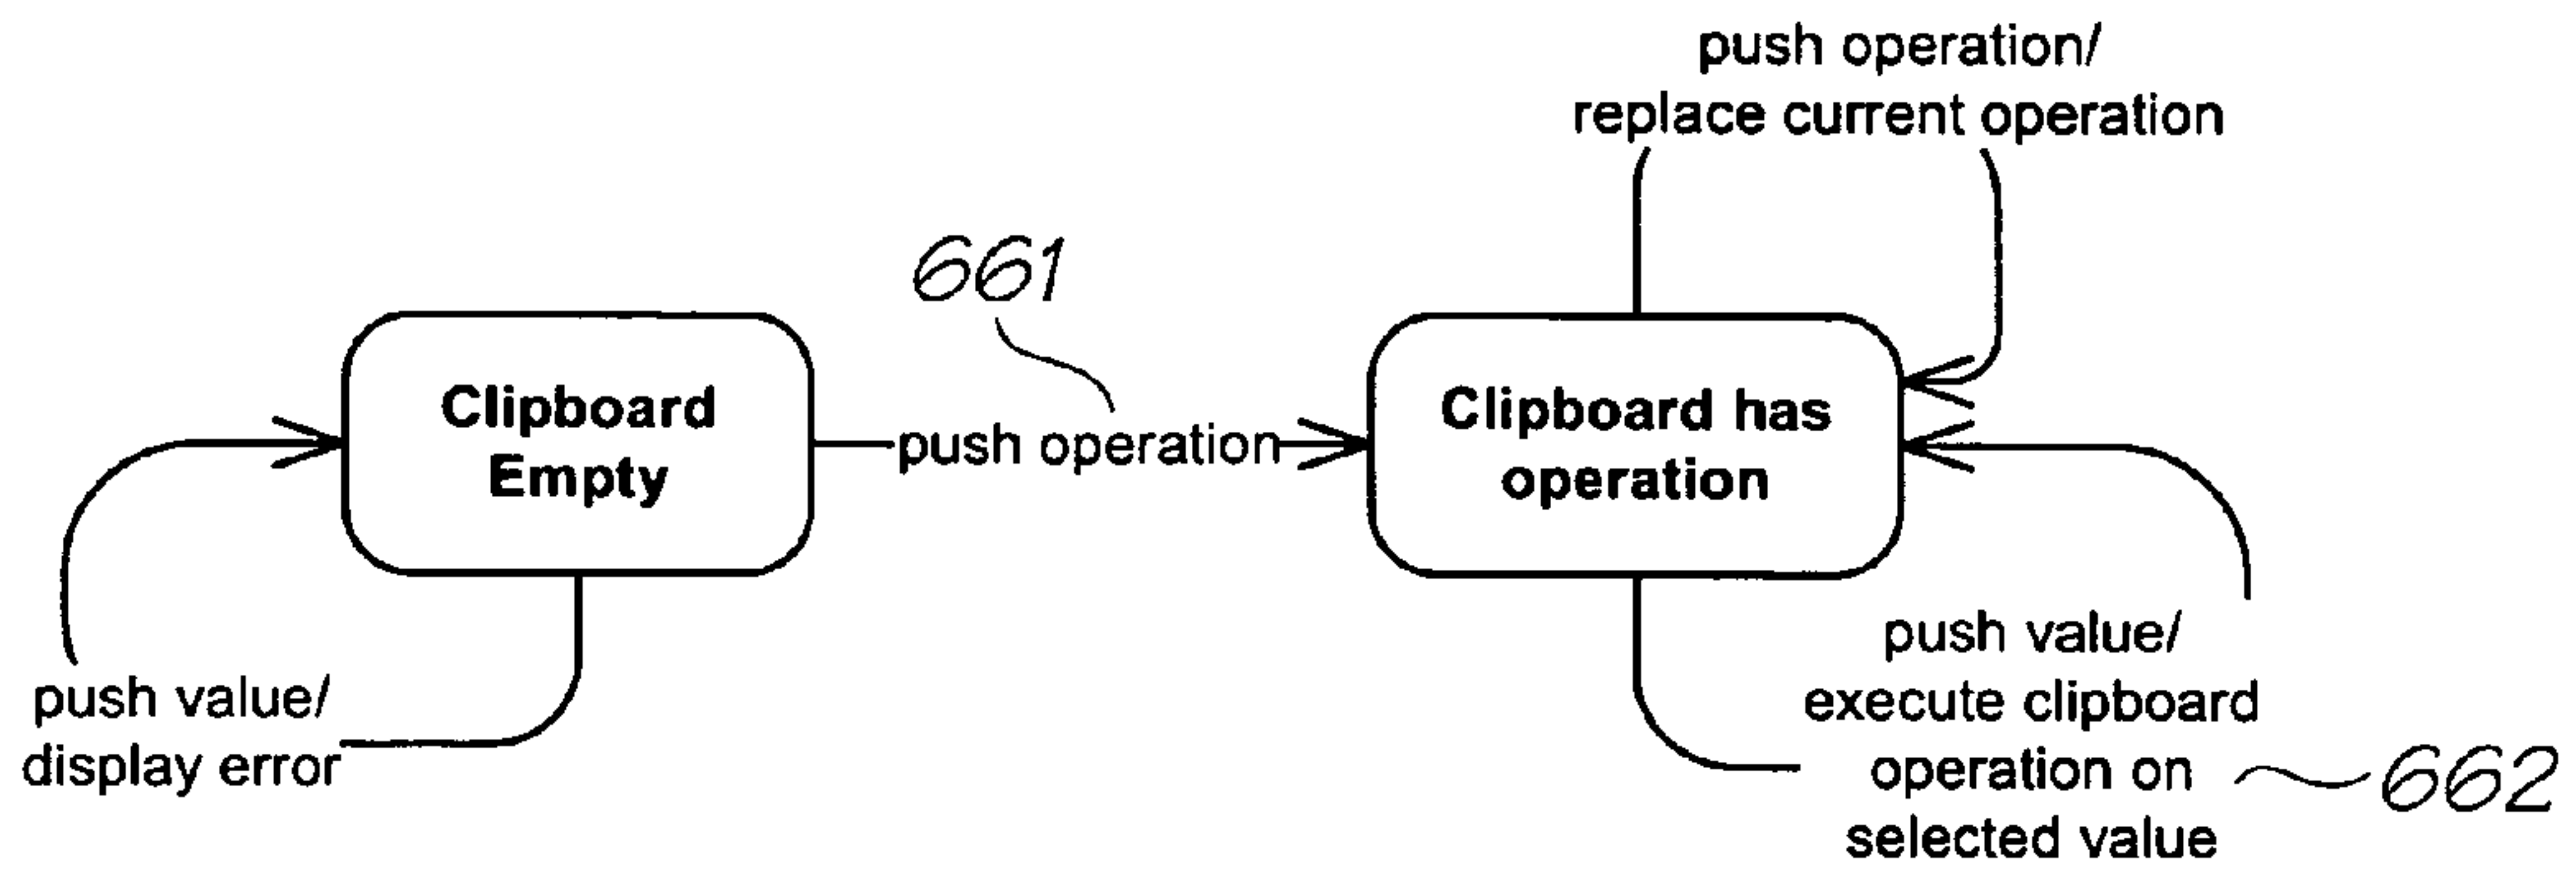 push operation/
replace current operation
661
Clipboard
Empty
push operation
Clipboard has
operation
push value/
display error
push value/
execute clipboard
operation on
selected value
662